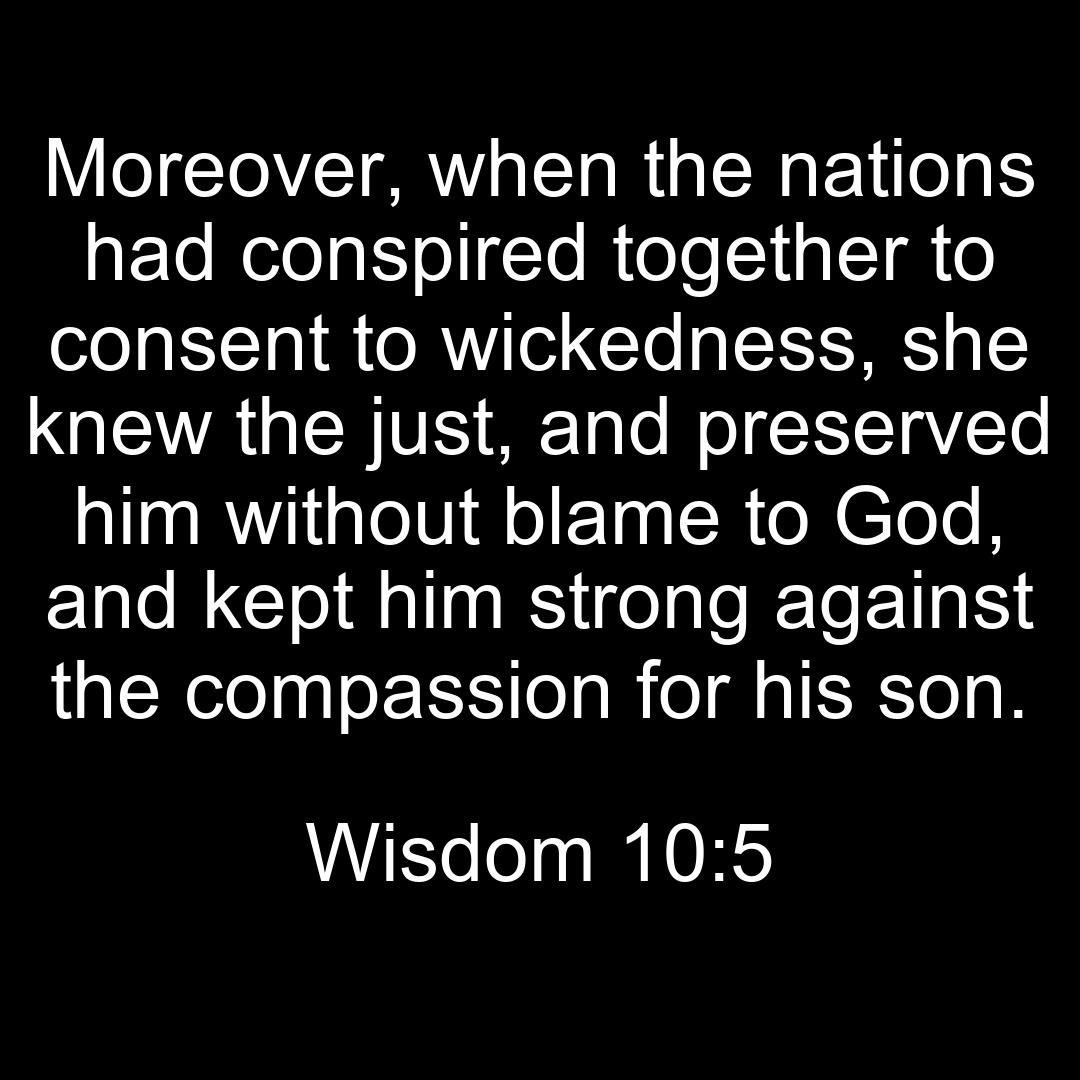 Moreover, when the nations
had conspired together to
consent to wickedness, she
knew the just, and preserved
him without blame to God,
and kept him strong against
the compassion for his son.
Wisdom 10:5